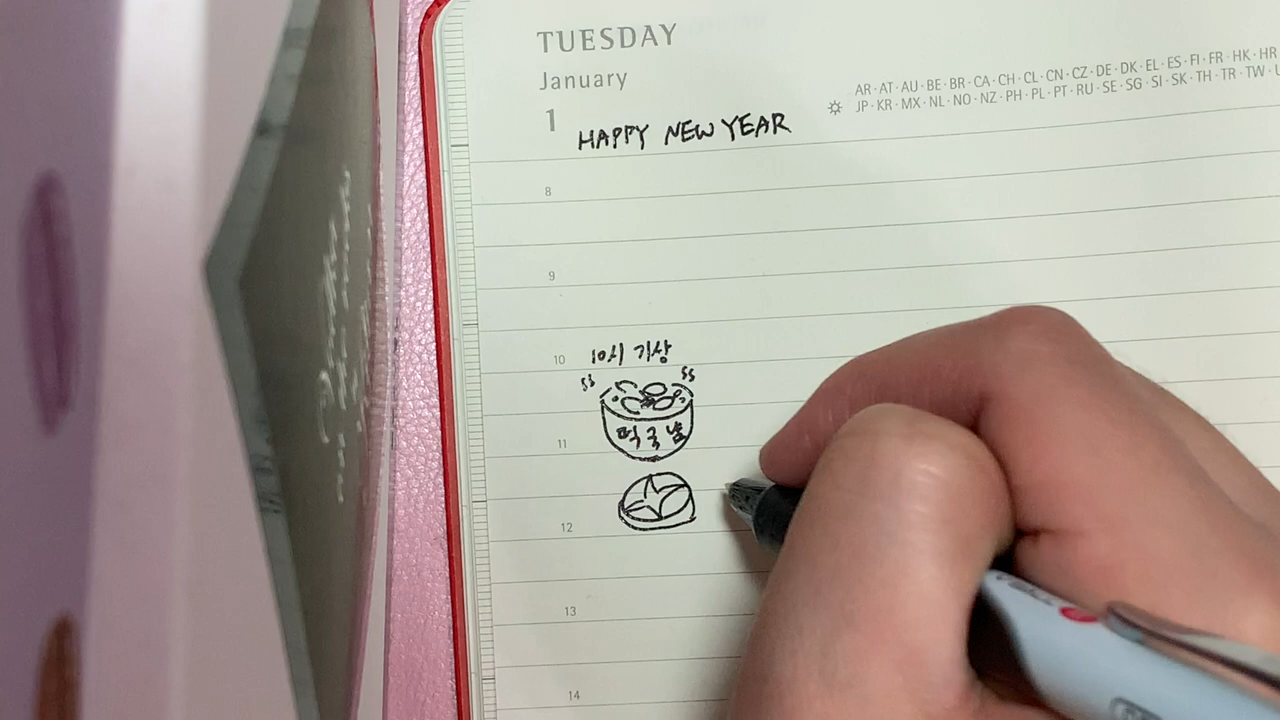 TUESDAY
January
1 HAPPY NEW YEAR
AR·AT·AU·BE·BR·CA·CH·CL·CN·CZ·DE·DK·EL·ES·FI·FR·HK·HR
JP·KR·MX·NL·NO·NZ·PH·PL·PT·RU·SE·SG·SI·SK·TH·TR·TW
8
9
10 10시 기상
11 떡국날
12
13
14